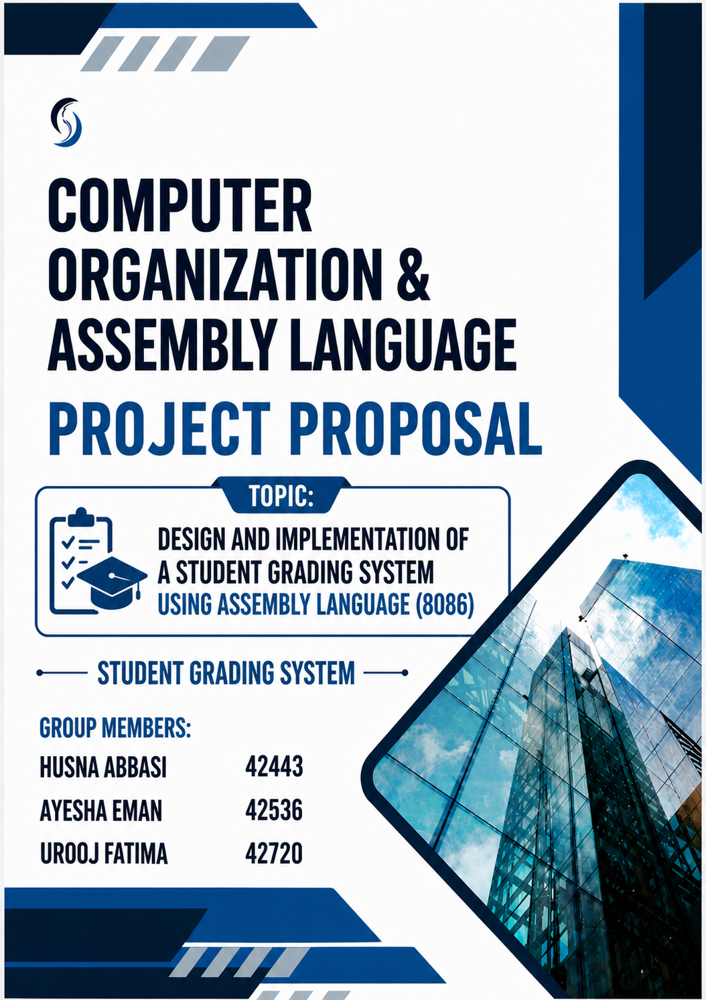 COMPUTER
ORGANIZATION &
ASSEMBLY LANGUAGE
PROJECT PROPOSAL
TOPIC:
DESIGN AND IMPLEMENTATION OF
A STUDENT GRADING SYSTEM
USING ASSEMBLY LANGUAGE (8086)
STUDENT GRADING SYSTEM
GROUP MEMBERS:
HUSNA ABBASI 42443
AYESHA EMAN 42536
UROOJ FATIMA 42720